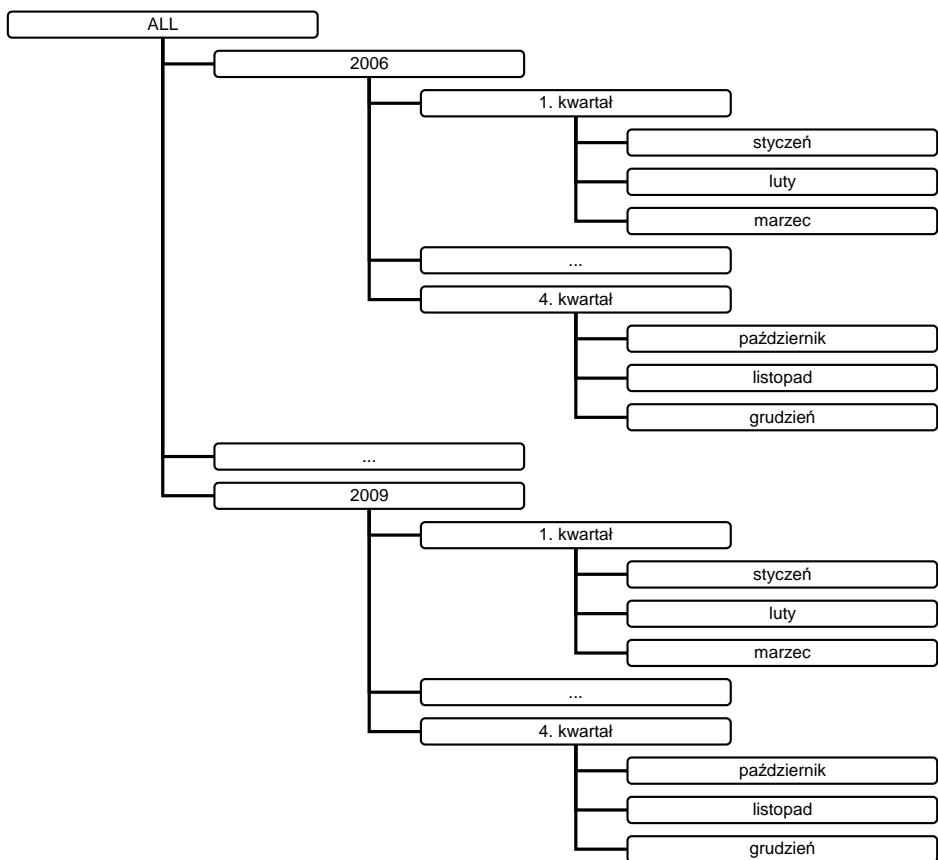 ALL
2006
1. kwartał
styczeń
luty
marzec
...
4. kwartał
październik
listopad
grudzień
...
2009
1. kwartał
styczeń
luty
marzec
...
4. kwartał
październik
listopad
grudzień